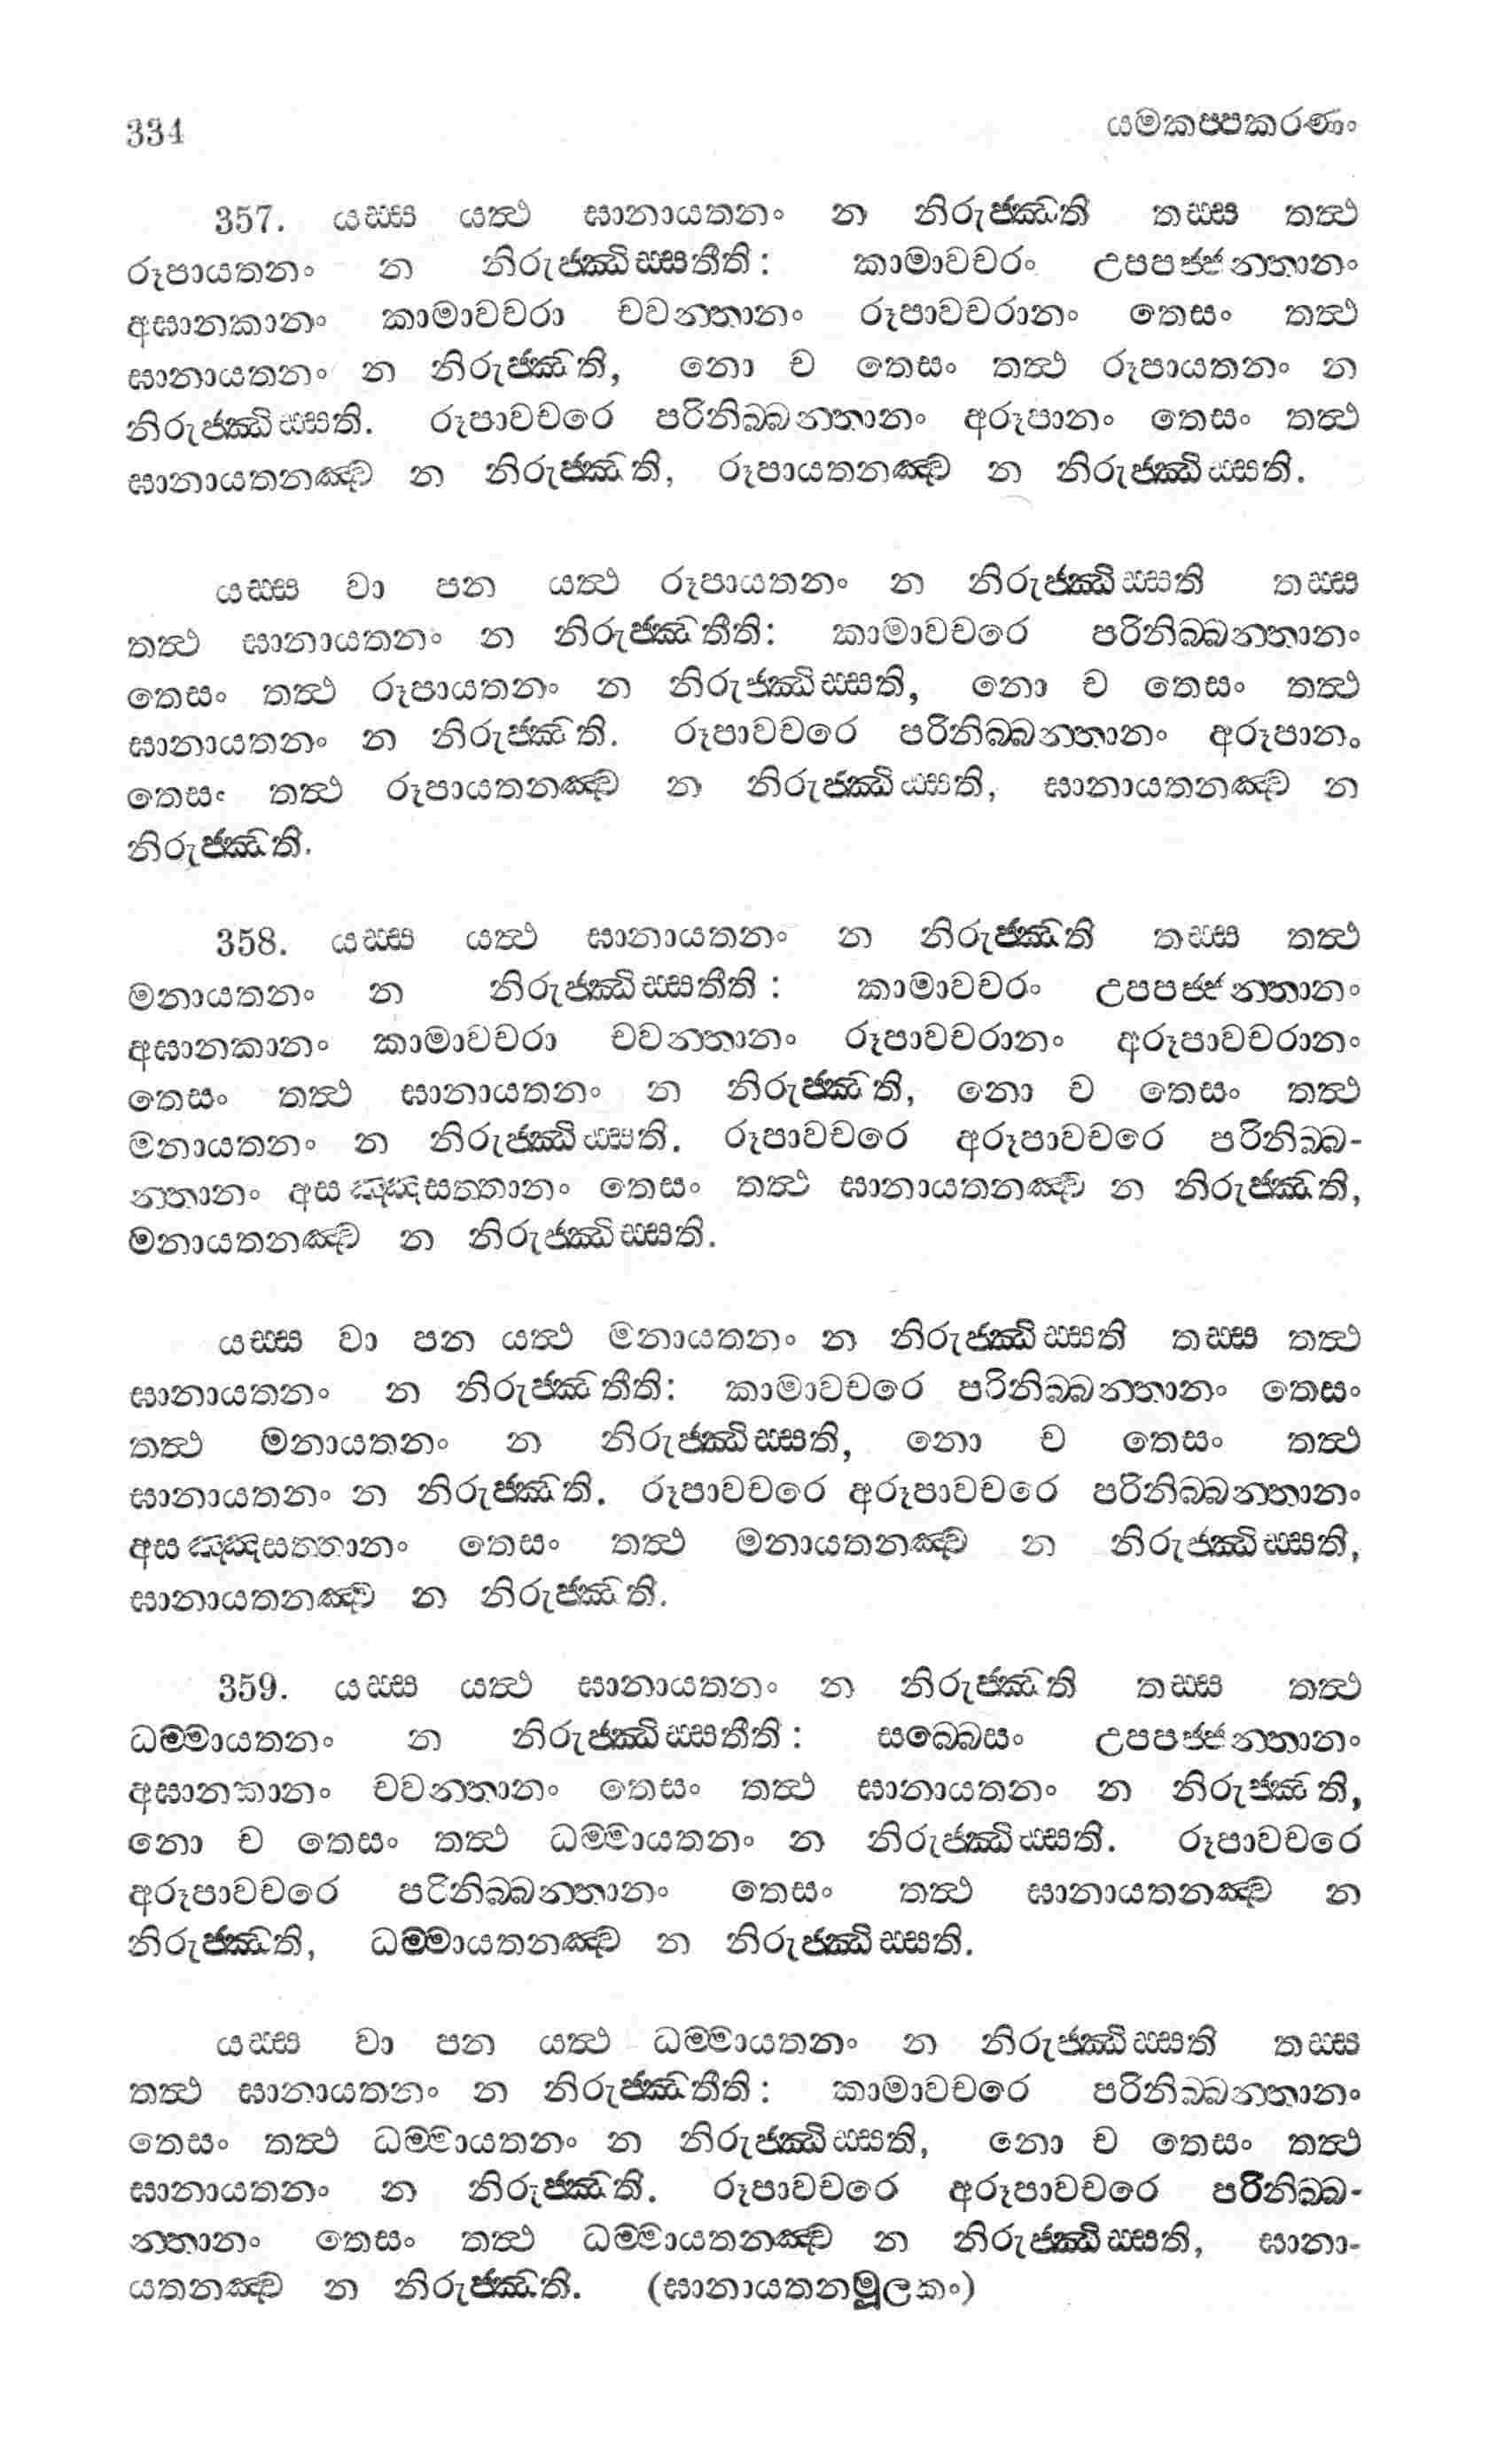 334 යමකප්පකරණං
357. යස්ස යත්ථ ඝානායතනං න නිරුජ්ඣති තස්ස තත්ථ
රූපායතනං න නිරුජ්ඣිස්සතීති: කාමාවචරං උපපජ්ජන්තානං
අඝානකානං කාමාවචරා චවන්තානං රූපාවචරානං තෙසං තත්ථ
ඝානායතනං න නිරුජ්ඣති, නො ච තෙසං තත්ථ රූපායතනං න
නිරුජ්ඣිස්සති. රූපාවචරෙ පරිනිබ්බන්තානං අරූපානං තෙසං තත්ථ
ඝානායතනඤ්ච න නිරුජ්ඣති, රූපායතනඤ්ච න නිරුජ්ඣිස්සති.
යස්ස වා පන යත්ථ රූපායතනං න නිරුජ්ඣිස්සති තස්ස
තත්ථ ඝානායතනං න නිරුජ්ඣතීති: කාමාවචරෙ පරිනිබ්බන්තානං
තෙසං තත්ථ රූපායතනං න නිරුජ්ඣිස්සති, නො ච තෙසං තත්ථ
ඝානායතනං න නිරුජ්ඣති. රූපාවචරෙ පරිනිබ්බන්තානං අරූපානං
තෙසං තත්ථ රූපායතනඤ්ච න නිරුජ්ඣිස්සති, ඝානායතනඤ්ච න
නිරුජ්ඣති.
358. යස්ස යත්ථ ඝානායතනං න නිරුජ්ඣති තස්ස තත්ථ
මනායතනං න නිරුජ්ඣිස්සතීති: කාමාවචරං උපපජ්ජන්තානං
අඝානකානං කාමාවචරා චවන්තානං රූපාවචරානං අරූපාවචරානං
තෙසං තත්ථ ඝානායතනං න නිරුජ්ඣති, නො ච තෙසං තත්ථ
මනායතනං න නිරුජ්ඣිස්සති. රූපාවචරෙ අරූපාවචරෙ පරිනිබ්බ-
න්තානං අසඤ්ඤසත්තානං තෙසං තත්ථ ඝානායතනඤ්ච න නිරුජ්ඣති,
මනායතනඤ්ච න නිරුජ්ඣිස්සති.
යස්ස වා පන යත්ථ මනායතනං න නිරුජ්ඣිස්සති තස්ස තත්ථ
ඝානායතනං න නිරුජ්ඣතීති: කාමාවචරෙ පරිනිබ්බන්තානං තෙසං
තත්ථ මනායතනං න නිරුජ්ඣිස්සති, නො ච තෙසං තත්ථ
ඝානායතනං න නිරුජ්ඣති. රූපාවචරෙ අරූපාවචරෙ පරිනිබ්බන්තානං
අසඤ්ඤසත්තානං තෙසං තත්ථ මනායතනඤ්ච න නිරුජ්ඣිස්සති,
ඝානායතනඤ්ච න නිරුජ්ඣති.
359. යස්ස යත්ථ ඝානායතනං න නිරුජ්ඣති තස්ස තත්ථ
ධම්මායතනං න නිරුජ්ඣිස්සතීති: සබ්බෙසං උපපජ්ජන්තානං
අඝානකානං චවන්තානං තෙසං තත්ථ ඝානායතනං න නිරුජ්ඣති,
නො ච තෙසං තත්ථ ධම්මායතනං න නිරුජ්ඣිස්සති. රූපාවචරෙ
අරූපාවචරෙ පරිනිබ්බන්තානං තෙසං තත්ථ ඝානායතනඤ්ච න
නිරුජ්ඣති, ධම්මායතනඤ්ච න නිරුජ්ඣිස්සති.
යස්ස වා පන යත්ථ ධම්මායතනං න නිරුජ්ඣිස්සති තස්ස
තත්ථ ඝානායතනං න නිරුජ්ඣතීති: කාමාවචරෙ පරිනිබ්බන්තානං
තෙසං තත්ථ ධම්මායතනං න නිරුජ්ඣිස්සති, නො ච තෙසං තත්ථ
ඝානායතනං න නිරුජ්ඣති. රූපාවචරෙ අරූපාවචරෙ පරිනිබ්බ-
න්තානං තෙසං තත්ථ ධම්මායතනඤ්ච න නිරුජ්ඣිස්සති, ඝානා-
යතනඤ්ච න නිරුජ්ඣති. (ඝානායතනමූලකං)